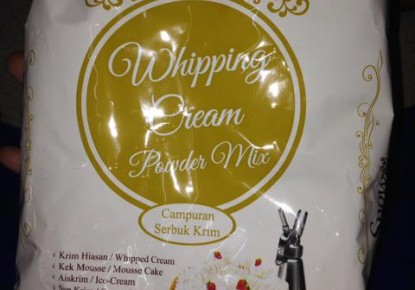 Whipping
Cream
Powder Mix
Campuran
Serbuk Krim
Krim Hiasan / Whipped Cream
Kek Mousse / Mousse Cake
Aiskrim / Ice-Cream